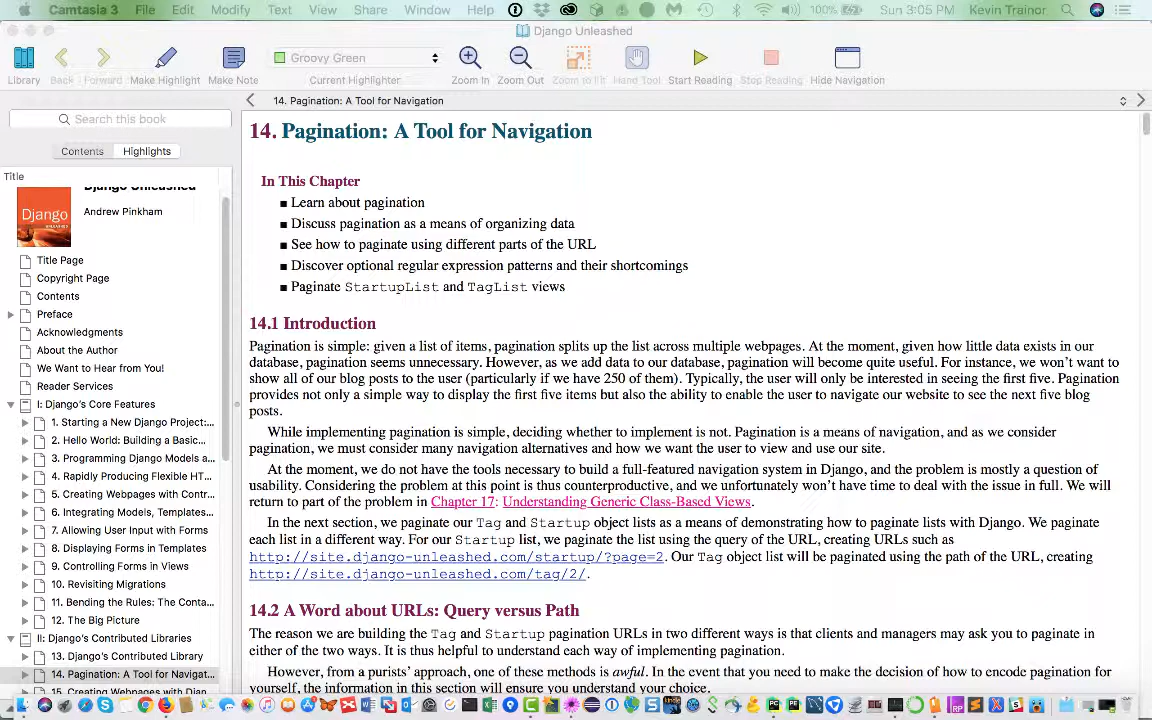 Camtasia 3 File Edit Modify Text View Share Window Help 100% Sun 3:05 PM Kevin Trainor
Django Unleashed
Groovy Green
Library Back Forward Make Highlight Make Note Current Highlighter Zoom In Zoom Out Zoom to Fit Hand Tool Start Reading Stop Reading Hide Navigation
14. Pagination: A Tool for Navigation
Search this book
Contents Highlights
Title
Django Unleashed
Andrew Pinkham
Title Page
Copyright Page
Contents
Preface
Acknowledgments
About the Author
We Want to Hear from You!
Reader Services
I: Django's Core Features
1. Starting a New Django Project:...
2. Hello World: Building a Basic...
3. Programming Django Models a...
4. Rapidly Producing Flexible HT...
5. Creating Webpages with Contr...
6. Integrating Models, Templates...
7. Allowing User Input with Forms
8. Displaying Forms in Templates
9. Controlling Forms in Views
10. Revisiting Migrations
11. Bending the Rules: The Conta...
12. The Big Picture
II: Django's Contributed Libraries
13. Django's Contributed Library
14. Pagination: A Tool for Navigat...
15. Creating Webpages with Djan
14. Pagination: A Tool for Navigation
In This Chapter
■ Learn about pagination
■ Discuss pagination as a means of organizing data
■ See how to paginate using different parts of the URL
■ Discover optional regular expression patterns and their shortcomings
■ Paginate StartupList and TagList views
14.1 Introduction
Pagination is simple: given a list of items, pagination splits up the list across multiple webpages. At the moment, given how little data exists in our
database, pagination seems unnecessary. However, as we add data to our database, pagination will become quite useful. For instance, we won't want to
show all of our blog posts to the user (particularly if we have 250 of them). Typically, the user will only be interested in seeing the first five. Pagination
provides not only a simple way to display the first five items but also the ability to enable the user to navigate our website to see the next five blog
posts.
While implementing pagination is simple, deciding whether to implement is not. Pagination is a means of navigation, and as we consider
pagination, we must consider many navigation alternatives and how we want the user to view and use our site.
At the moment, we do not have the tools necessary to build a full-featured navigation system in Django, and the problem is mostly a question of
usability. Considering the problem at this point is thus counterproductive, and we unfortunately won't have time to deal with the issue in full. We will
return to part of the problem in Chapter 17: Understanding Generic Class-Based Views.
In the next section, we paginate our Tag and Startup object lists as a means of demonstrating how to paginate lists with Django. We paginate
each list in a different way. For our Startup list, we paginate the list using the query of the URL, creating URLs such as
http://site.django-unleashed.com/startup/?page=2. Our Tag object list will be paginated using the path of the URL, creating
http://site.django-unleashed.com/tag/2/.
14.2 A Word about URLs: Query versus Path
The reason we are building the Tag and Startup pagination URLs in two different ways is that clients and managers may ask you to paginate in
either of the two ways. It is thus helpful to understand each way of implementing pagination.
However, from a purists' approach, one of these methods is awful. In the event that you need to make the decision of how to encode pagination for
yourself, the information in this section will ensure you understand your choice.